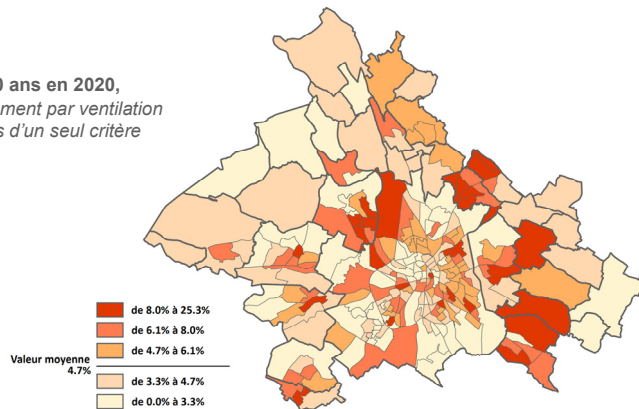 0 ans en 2020,
ment par ventilation
s d'un seul critère
de 8.0% à 25.3%
de 6.1% à 8.0%
de 4.7% à 6.1%
Valeur moyenne
4.7%
de 3.3% à 4.7%
de 0.0% à 3.3%